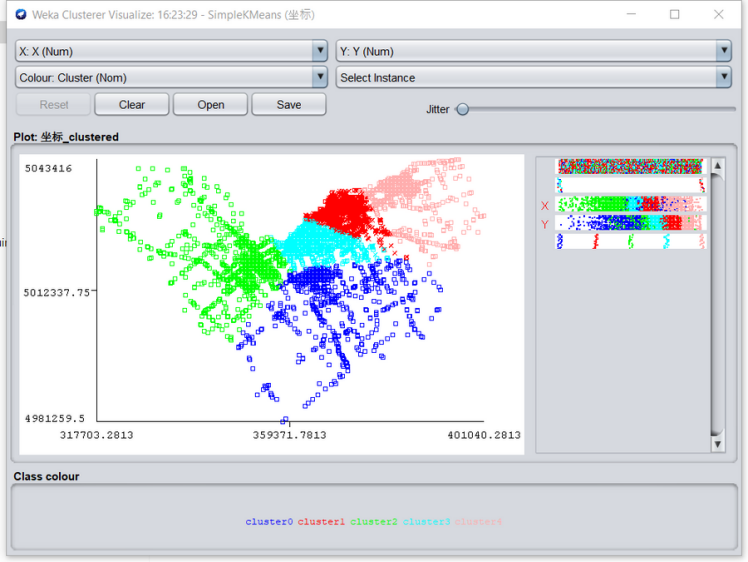 Weka Clusterer Visualize: 16:23:29 - SimpleKMeans (坐标)
X: X (Num) Y: Y (Num)
Colour: Cluster (Nom) Select Instance
Reset Clear Open Save Jitter
Plot: 坐标_clustered
5043416
X
Y
5012337.75
4981259.5
317703.2813 359371.7813 401040.2813
Class colour
cluster0 cluster1 cluster2 cluster3 cluster4